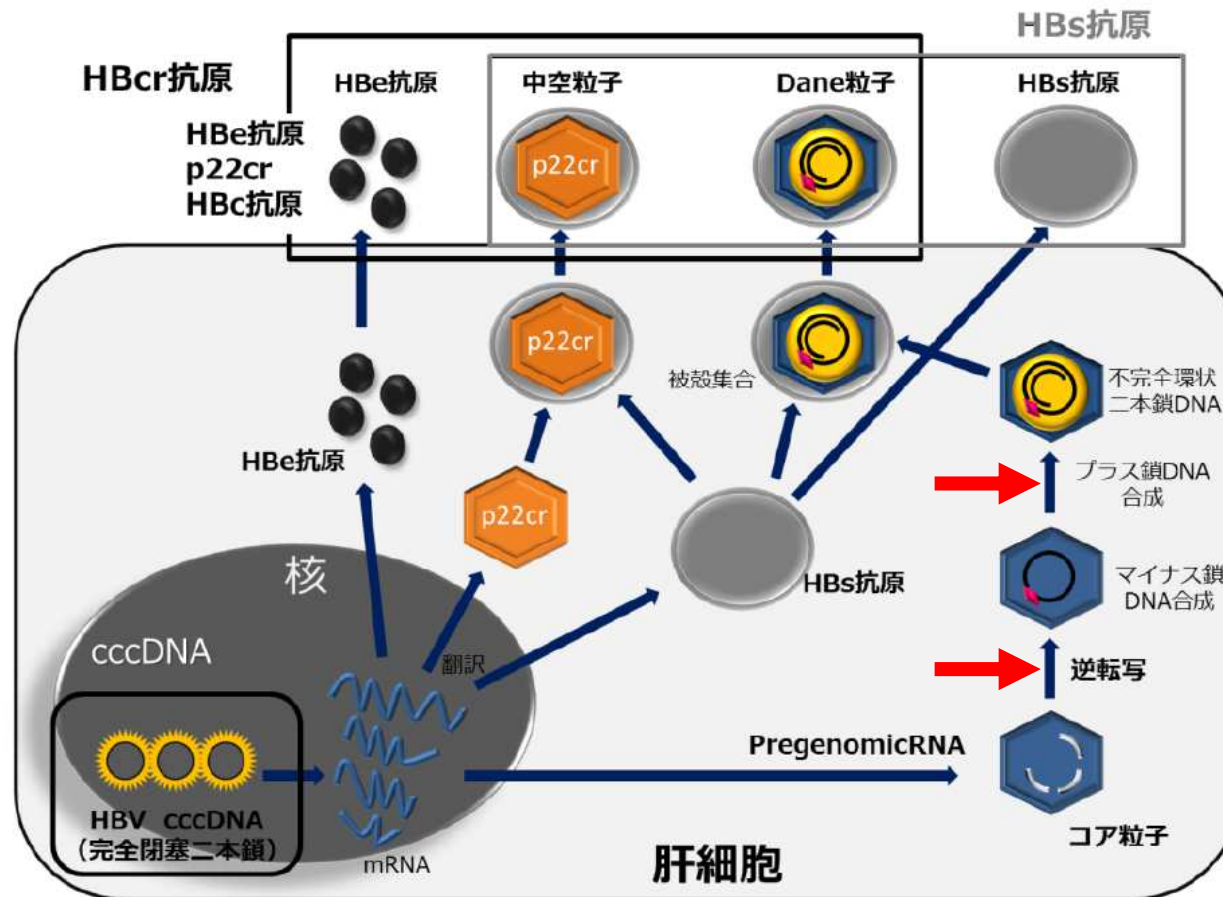 HBs抗原
HBcr抗原
HBe抗原
中空粒子
Dane粒子
HBs抗原
HBe抗原
p22cr
HBc抗原
p22cr
p22cr
被殻集合
不完全環状
二本鎖DNA
HBe抗原
プラス鎖DNA
合成
p22cr
核
HBs抗原
マイナス鎖
DNA合成
cccDNA
翻訳
逆転写
PregenomicRNA
HBV cccDNA
（完全閉塞二本鎖）
mRNA
コア粒子
肝細胞